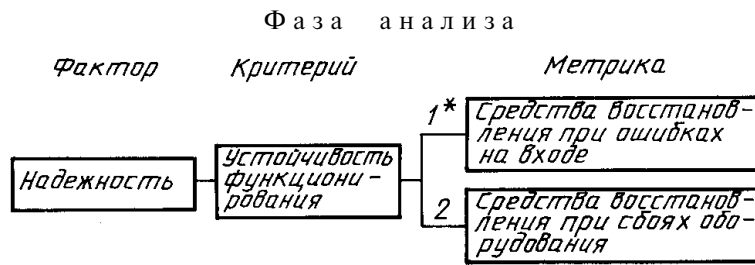 Фаза анализа
Фактор Критерий Метрика
1*
Средства восстанов-
ления при ошибках
на входе
Надежность
Устойчивость
функциони-
рования
2
Средства восстанов-
ления при сбоях обо-
рудования